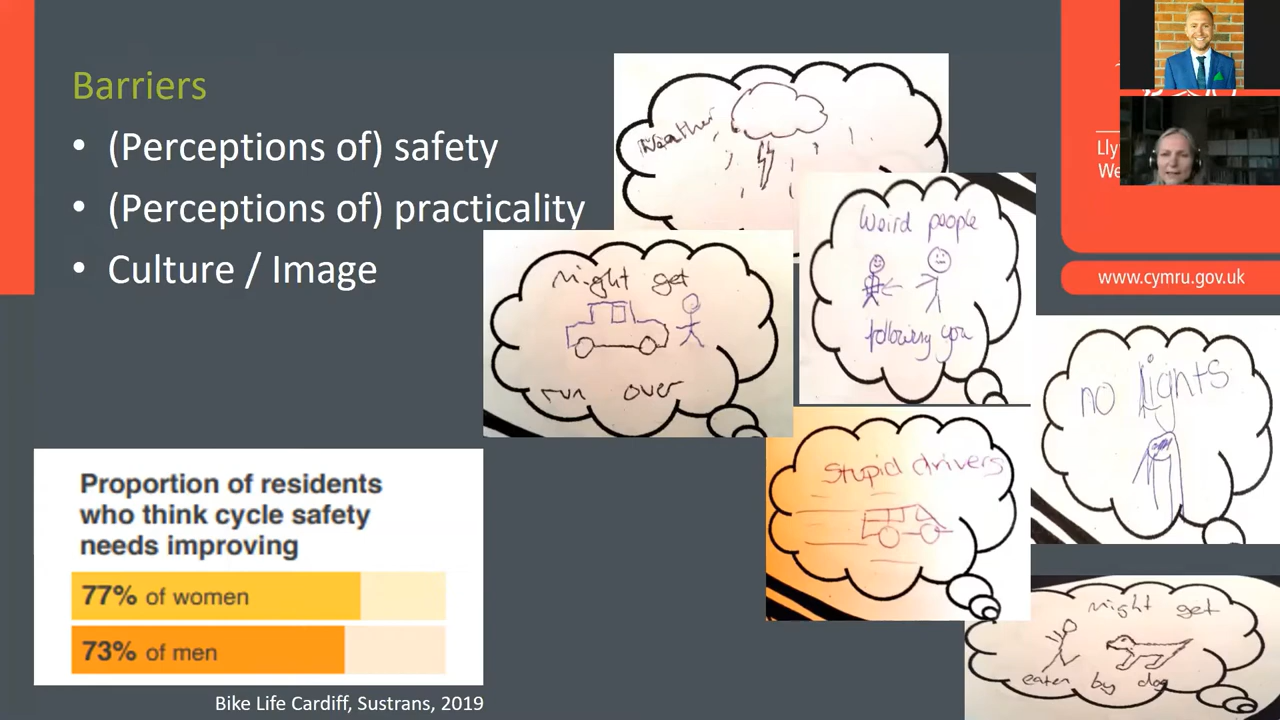 Barriers
• (Perceptions of) safety
• (Perceptions of) practicality
• Culture / Image
Weather
Weird people
following you
might get
run over
no lights
stupid drivers
might get
eaten by dog
Proportion of residents
who think cycle safety
needs improving
77% of women
73% of men
Bike Life Cardiff, Sustrans, 2019
Lly
We
www.cymru.gov.uk